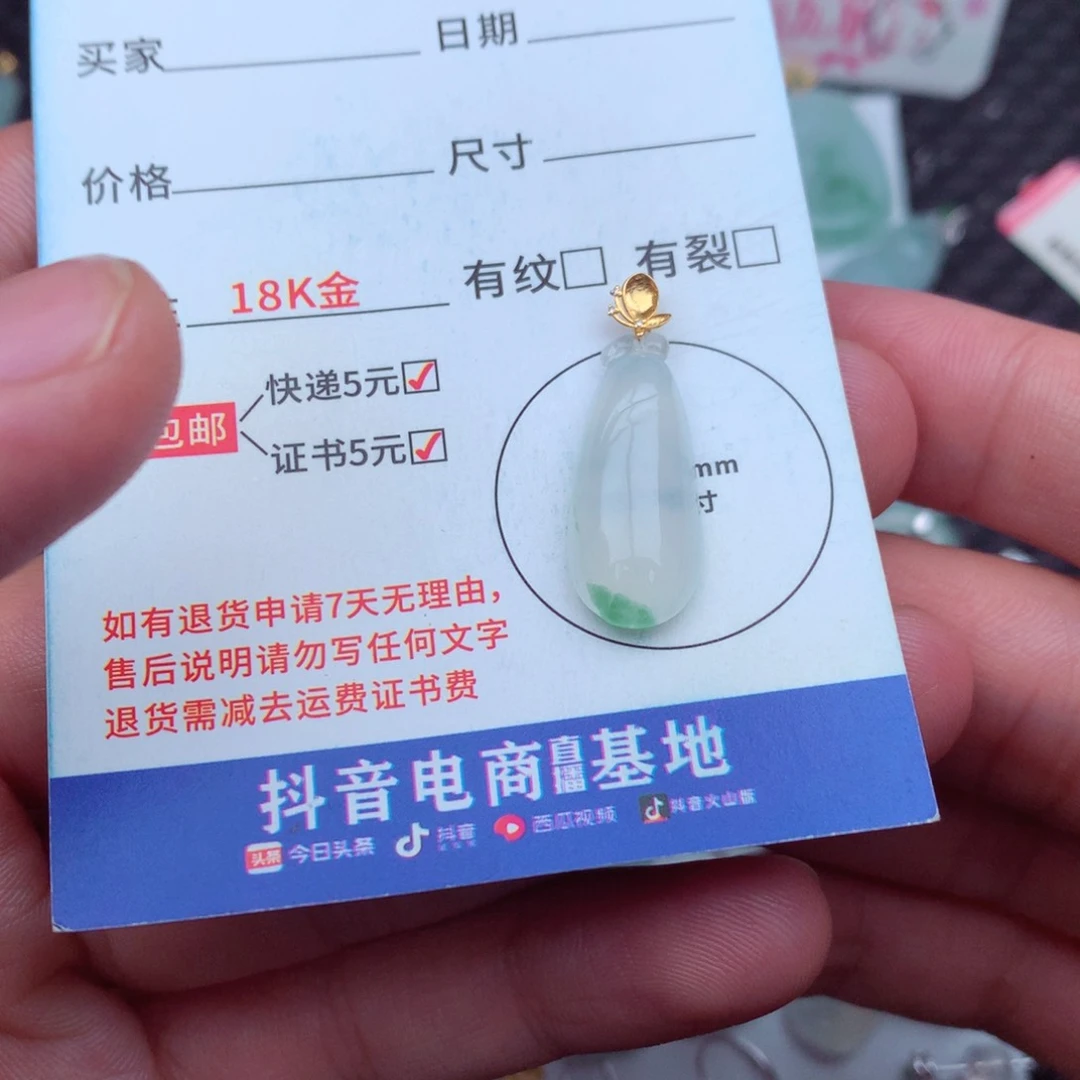 买家 日期
价格 尺寸
18K金 有纹 有裂
快递5元
包邮
证书5元
mm
寸
如有退货申请7天无理由，
售后说明请勿写任何文字
退货需减去运费证书费
抖音电商直播基地
头条 今日头条 抖音 西瓜视频 抖音火山版